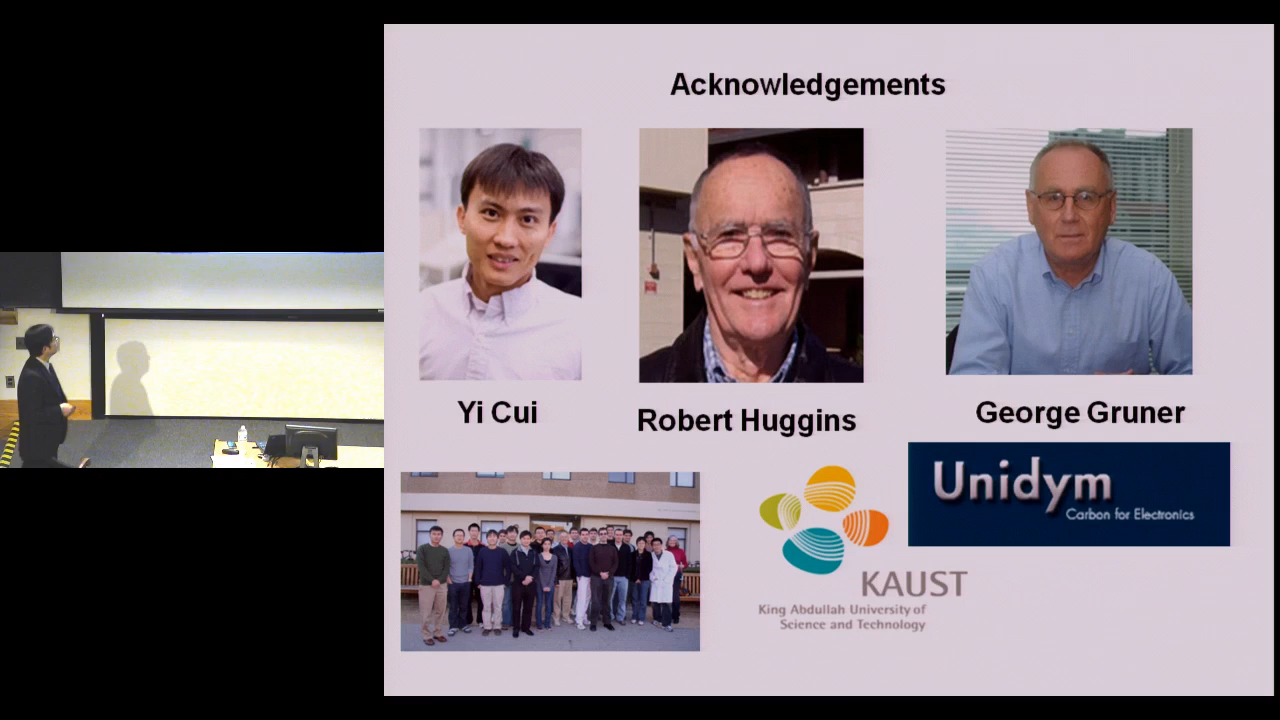 Acknowledgements
Yi Cui
Robert Huggins
George Gruner
Unidym
Carbon for Electronics
KAUST
King Abdullah University of
Science and Technology